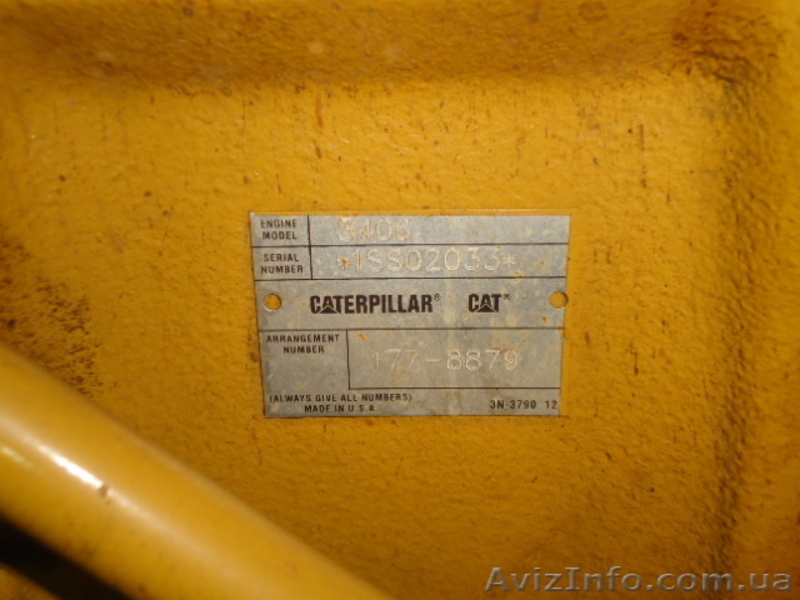 ENGINE MODEL 3406
SERIAL NUMBER *1SS02033*
CATERPILLAR® CAT®
ARRANGEMENT NUMBER 177-8879
(ALWAYS GIVE ALL NUMBERS)
MADE IN U.S.A. 3N-3790 12
AvizInfo.com.ua